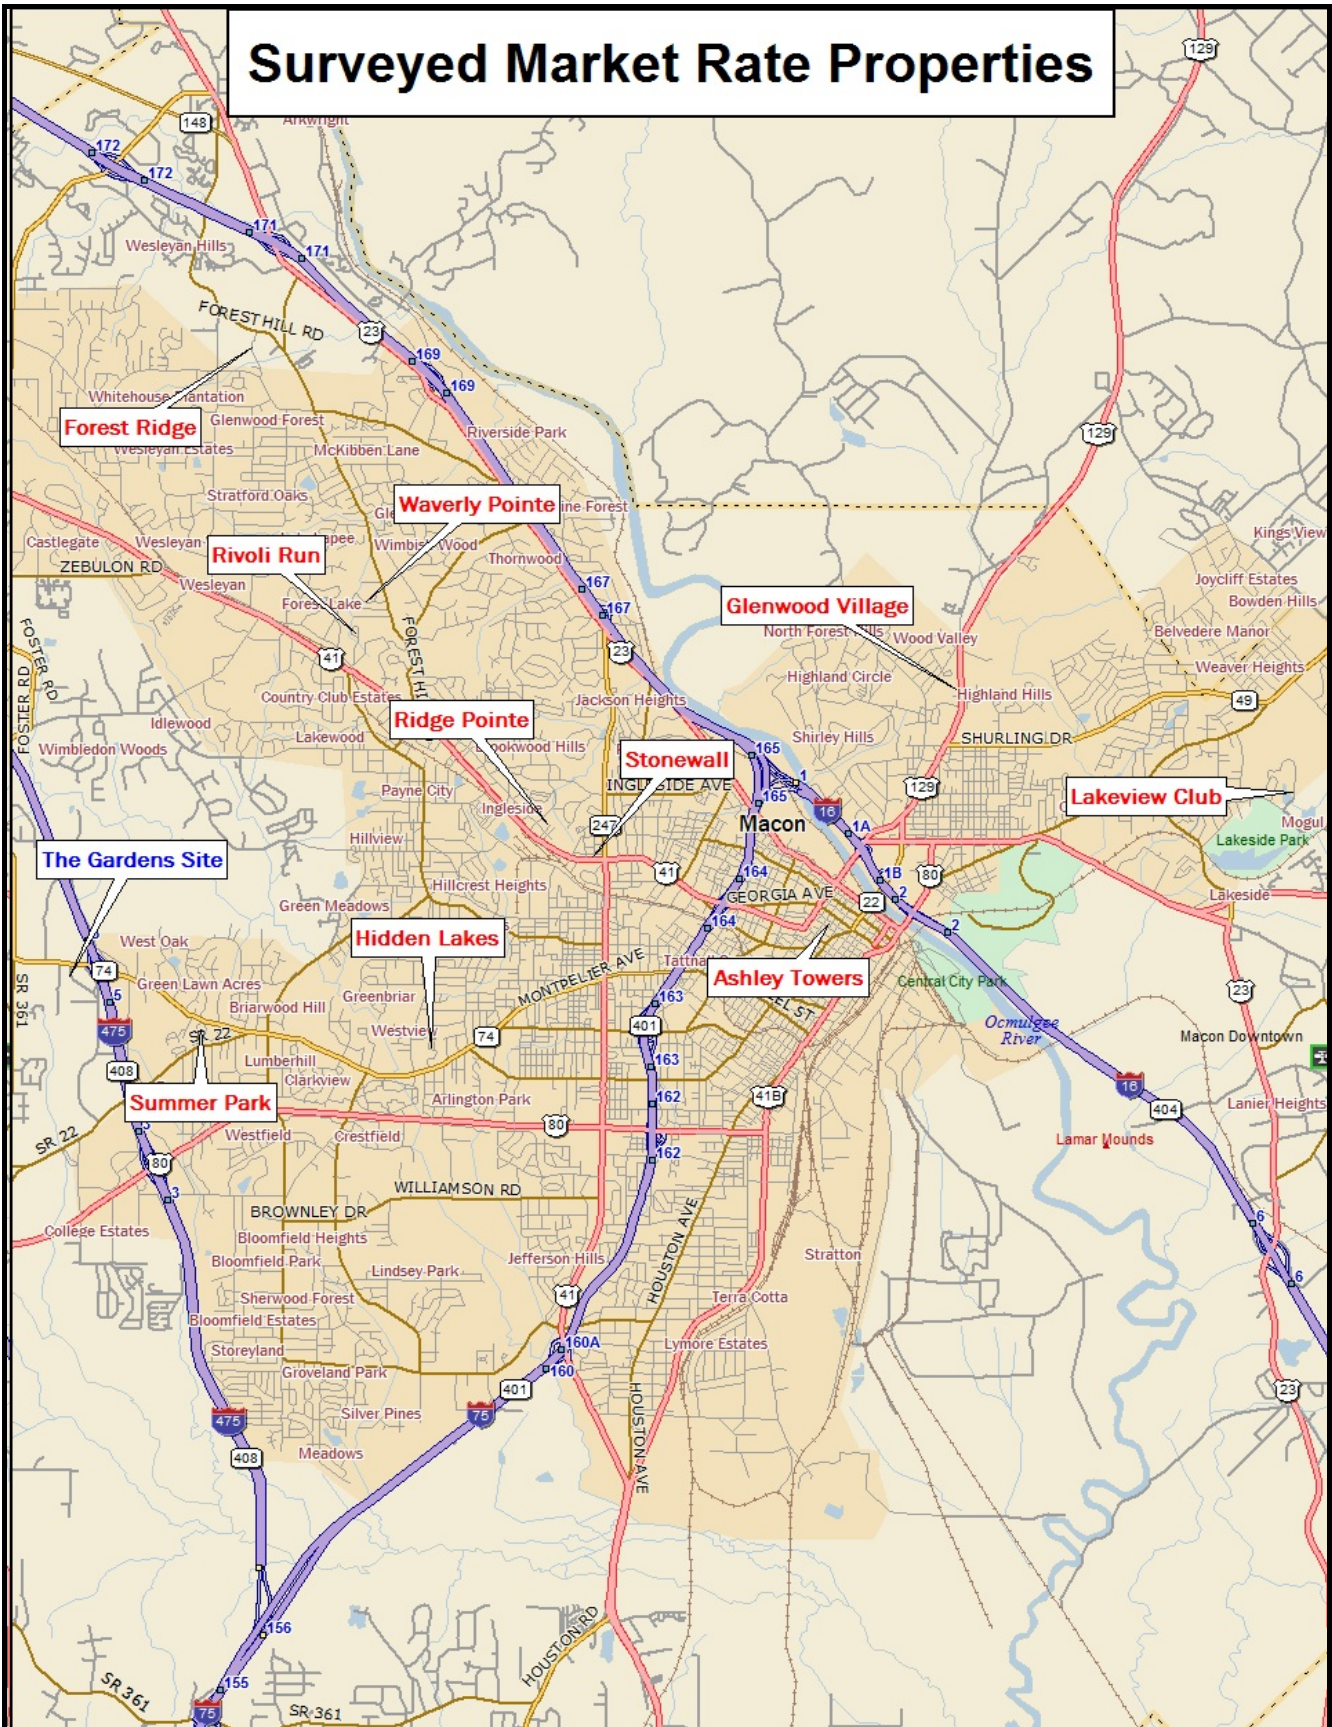 Surveyed Market Rate Properties
129
148
Arkwright
172
172
171
171
Wesleyan Hills
FOREST HILL RD
23
169
169
Whitehouse Plantation
Forest Ridge
Glenwood Forest
Wesleyan Estates
McKibben Lane
Riverside Park
129
Stratford Oaks
Waverly Pointe
ine Forest
Castlegate
Wesleyan
Rivoli Run
Wimbish Wood
Thornwood
Kings View
ZEBULON RD
Wesleyan
Forest Lake
167
167
Glenwood Village
Joycliff Estates
Bowden Hills
North Forest Hills
Wood Valley
Belvedere Manor
FOSTER RD
FOSTER RD
41
23
Highland Circle
Weaver Heights
Country Club Estates
Jackson Heights
Highland Hills
49
Idlewood
Ridge Pointe
Lakewood
Brookwood Hills
Wimbledon Woods
Shirley Hills
SHURLING DR
165
Stonewall
INGLESIDE AVE
1
165
129
Payne City
Ingleside
16
Lakeview Club
Macon
247
1A
Mogul
Hillview
Lakeside Park
The Gardens Site
41
164
1B
80
Hillcrest Heights
GEORGIA AVE
2
22
Lakeside
Green Meadows
164
2
Hidden Lakes
West Oak
MONTPELIER AVE
74
Ashley Towers
Central City Park
Green Lawn Acres
SR 361
5
Briarwood Hill
Greenbriar
163
23
475
Westview
74
401
Ocmulgee
River
Macon Downtown
SR 22
Lumberhill
163
408
Clarkview
16
Summer Park
Arlington Park
162
41B
404
Lanier Heights
SR 22
Westfield
Crestfield
80
Lamar Mounds
162
80
3
WILLIAMSON RD
BROWNLEY DR
College Estates
Bloomfield Heights
6
Bloomfield Park
Jefferson Hills
Stratton
Lindsey Park
HOUSTON AVE
6
Sherwood Forest
41
Terra Cotta
Bloomfield Estates
160A
Lymore Estates
Storeyland
Groveland Park
160
401
23
475
Silver Pines
75
HOUSTON AVE
408
Meadows
156
HOUSTON RD
155
SR 361
75
SR 361